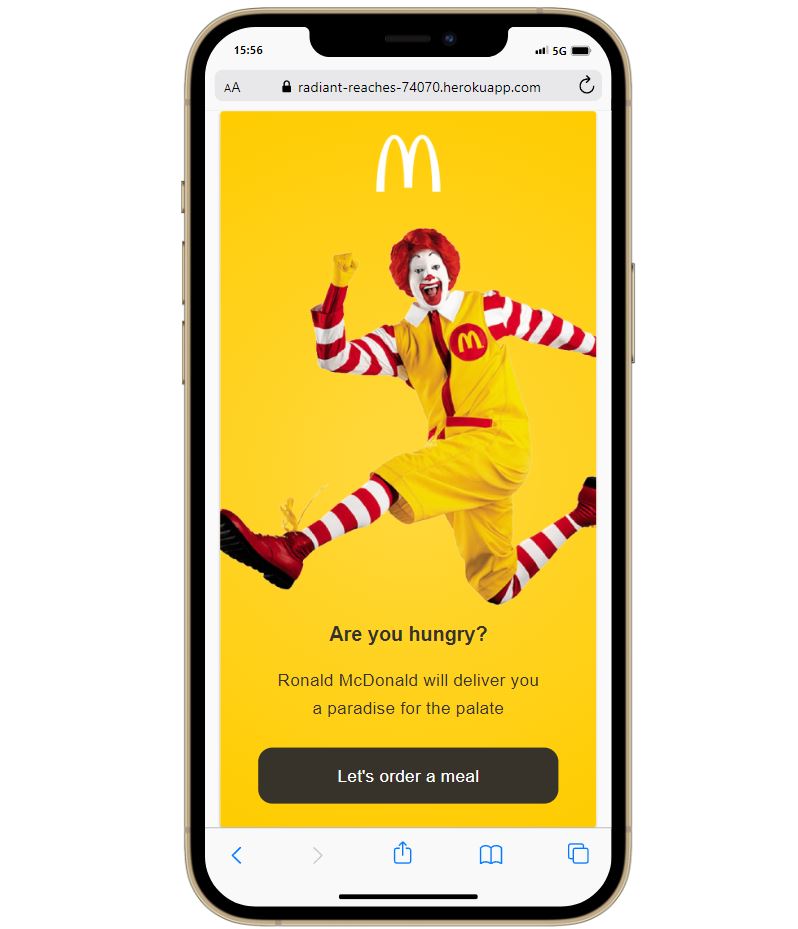 15:56
5G
AA
radiant-reaches-74070.herokuapp.com
Are you hungry?
Ronald McDonald will deliver you
a paradise for the palate
Let's order a meal